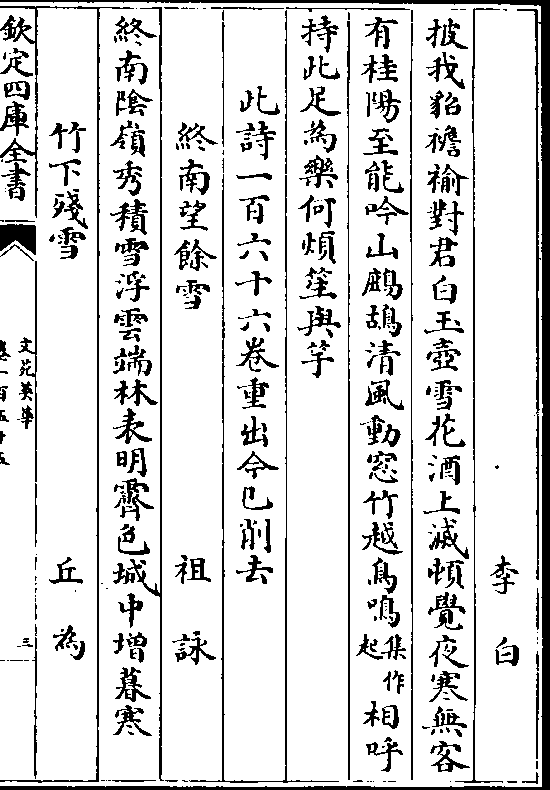 李白
披我貂襜褕對君白玉壺雪花酒上滅頓覺夜寒無客
有桂陽至能吟山鷓鴣清風動窓竹越鳥鳴集作起相呼
持此足為樂何煩笙與竽
此詩一百六十六卷重出今已削去
終南望餘雪
祖詠
終南陰嶺秀積雪浮雲端林表明霽色城中增暮寒
竹下殘雪
丘為
欽定四庫全書
文苑英華
卷一百五十五
三